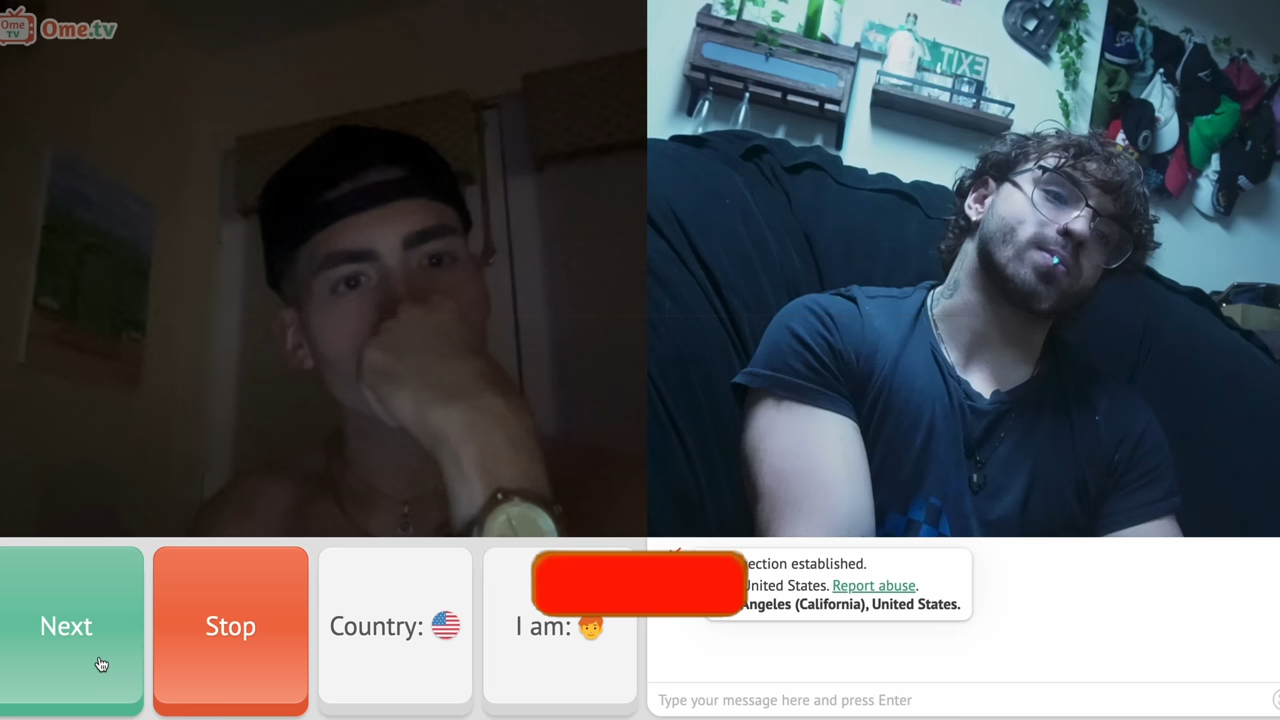 Ome
TV
Ome.tv
EXIT
Next
Stop
Country:
I am:
ection established.
United States. Report abuse.
Angeles (California), United States.
Type your message here and press Enter